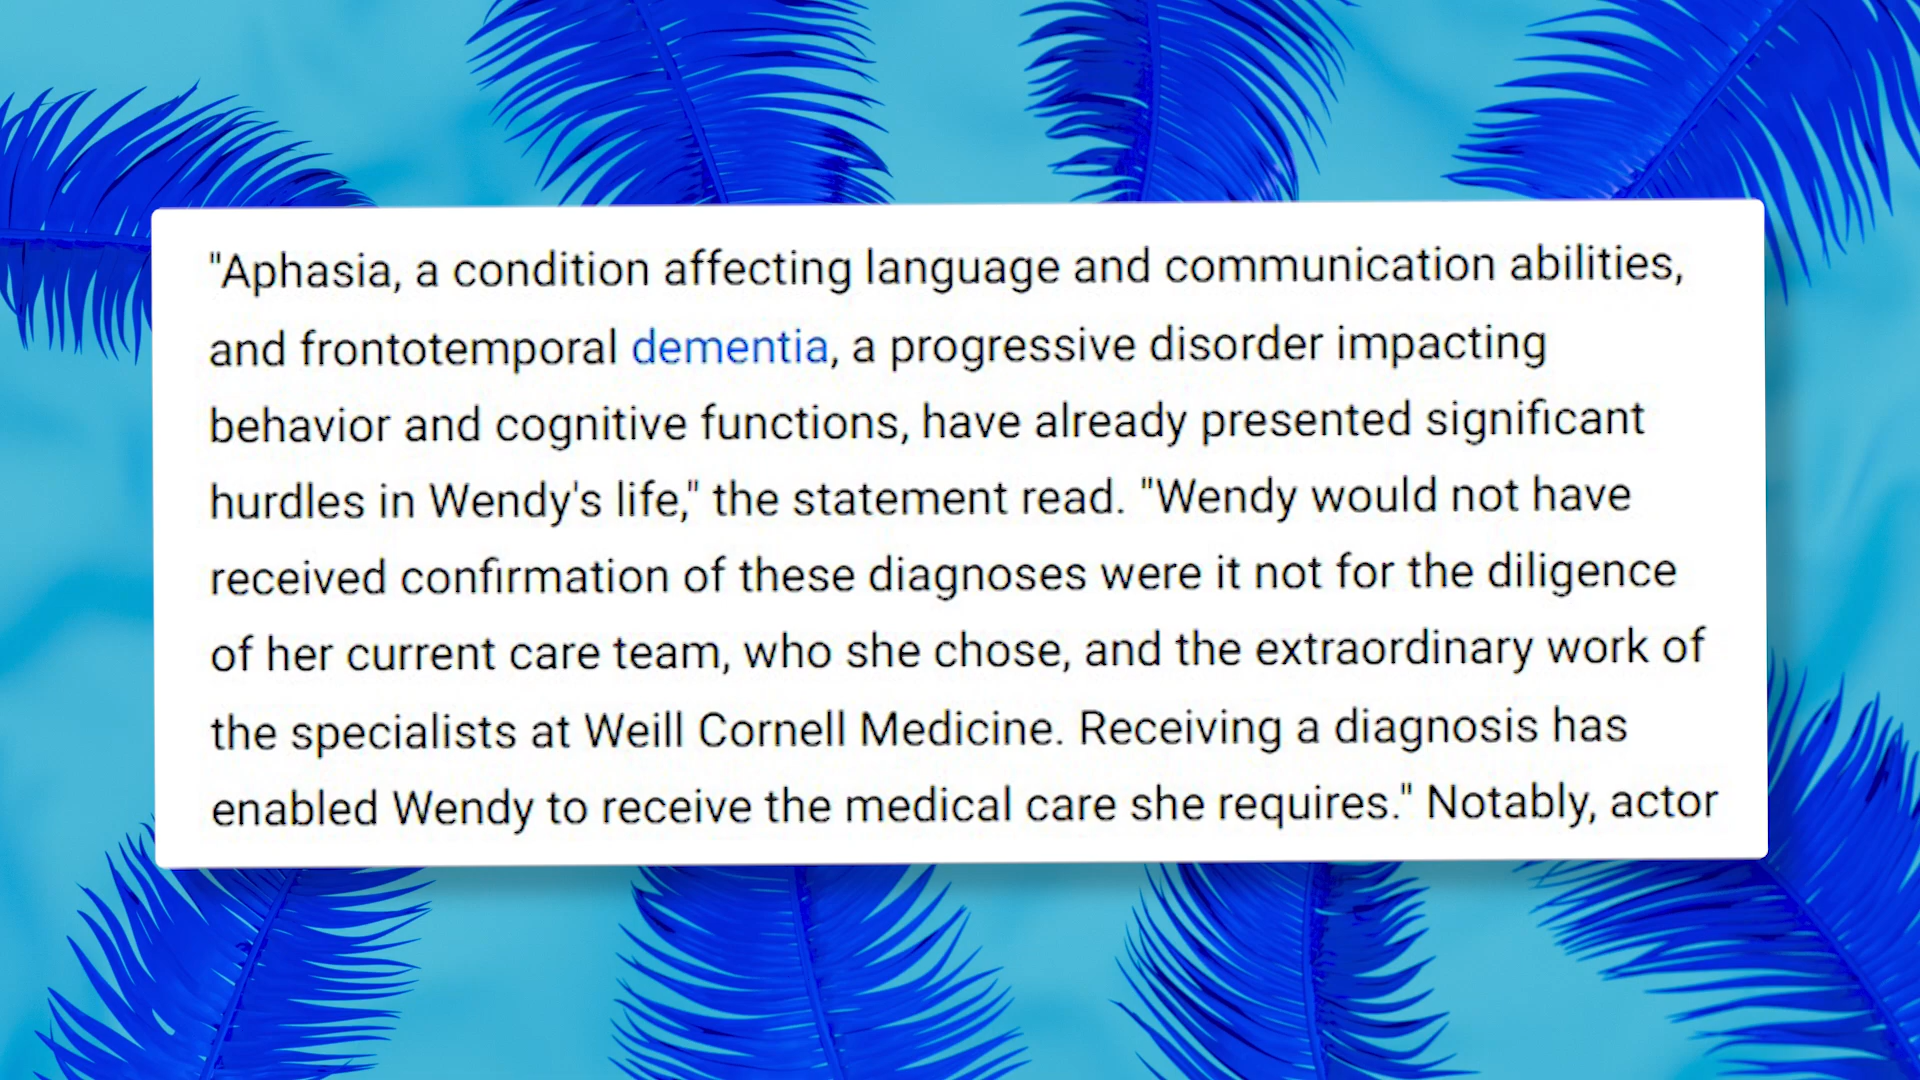 "Aphasia, a condition affecting language and communication abilities,
and frontotemporal dementia, a progressive disorder impacting
behavior and cognitive functions, have already presented significant
hurdles in Wendy's life," the statement read. "Wendy would not have
received confirmation of these diagnoses were it not for the diligence
of her current care team, who she chose, and the extraordinary work of
the specialists at Weill Cornell Medicine. Receiving a diagnosis has
enabled Wendy to receive the medical care she requires." Notably, actor